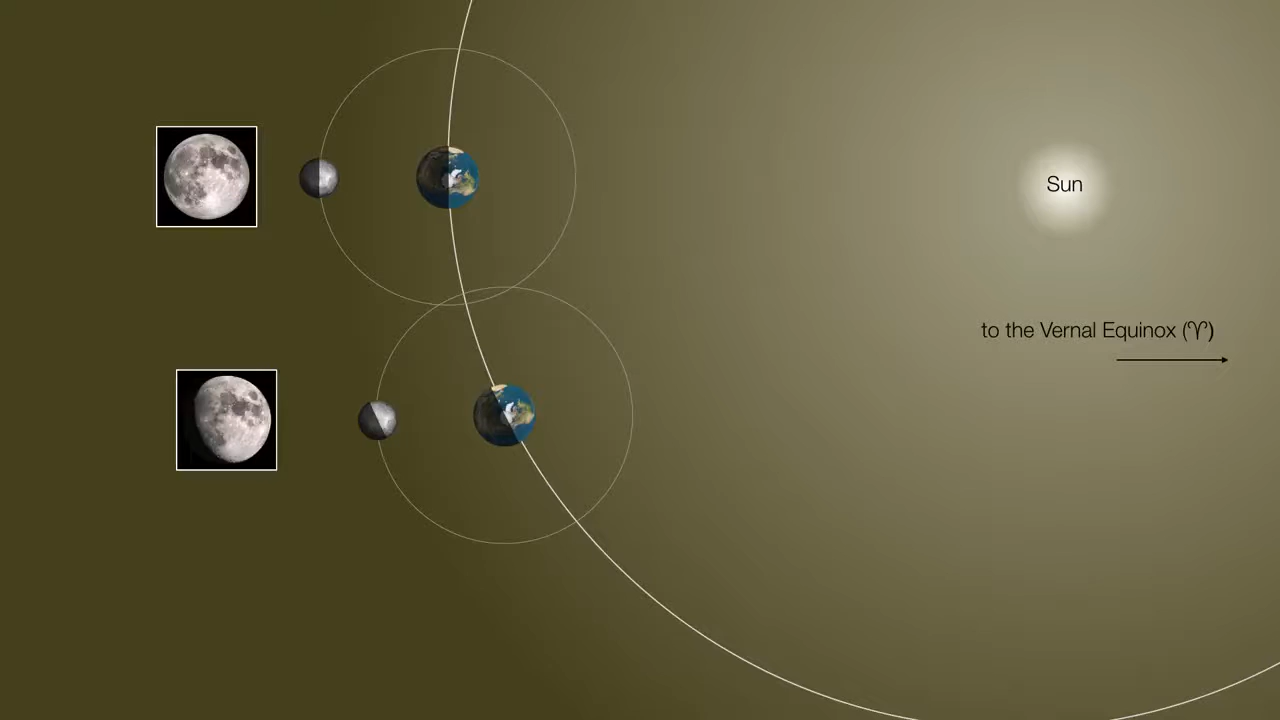 Sun
to the Vernal Equinox (♈︎)